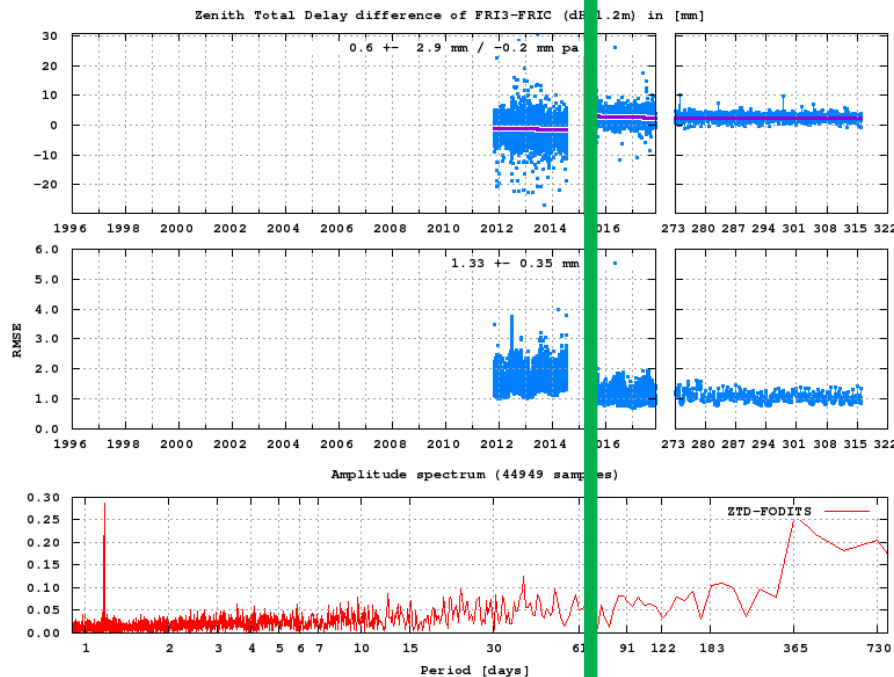 Zenith Total Delay difference of FRI3-FRIC (dH 1.2m) in [mm]
30
20
10
0
-10
-20
0.6 +- 2.9 mm / -0.2 mm pa
1996 1998 2000 2002 2004 2006 2008 2010 2012 2014 016 273 280 287 294 301 308 315 322
6.0
5.0
4.0
3.0
2.0
1.0
0.0
RMSE
1.33 +- 0.35 mm
1996 1998 2000 2002 2004 2006 2008 2010 2012 2014 016 273 280 287 294 301 308 315 322
Amplitude spectrum (44949 samples)
0.30
0.25
0.20
0.15
0.10
0.05
0.00
ZTD-FODITS
1 2 3 4 5 6 7 10 15 30 61 91 122 183 365 730
Period [days]